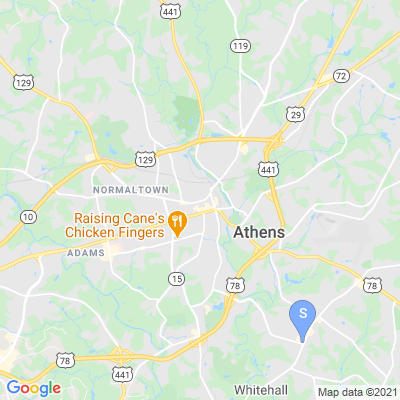 441
119
72
129
129
29
129
441
NORMALTOWN
10
Raising Cane's
Chicken Fingers
Athens
ADAMS
15
78
78
S
78
441
Whitehall
Google
Map data ©2021